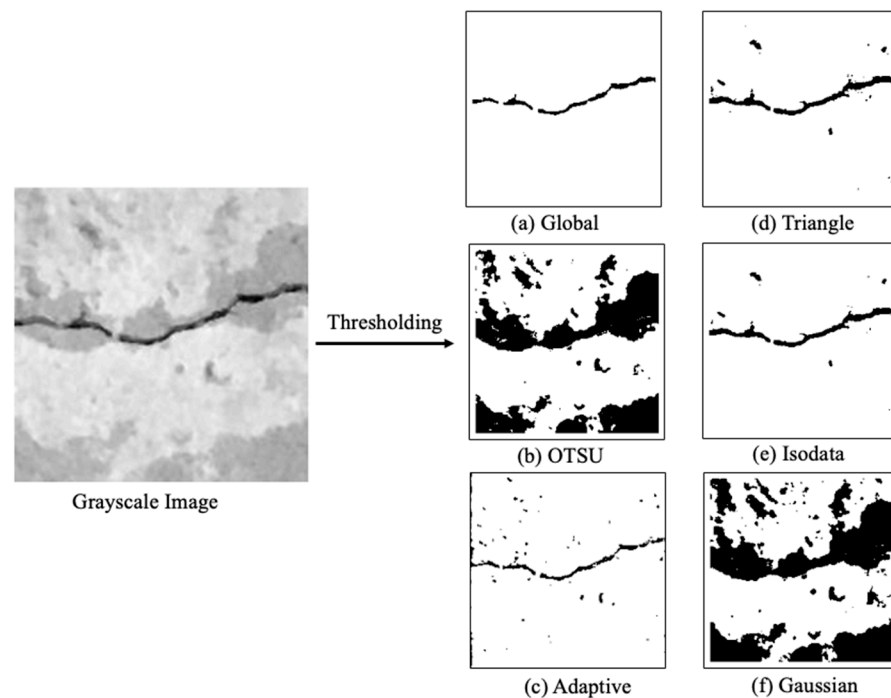 (a) Global
(d) Triangle
Thresholding
(b) OTSU
(e) Isodata
Grayscale Image
(c) Adaptive
(f) Gaussian